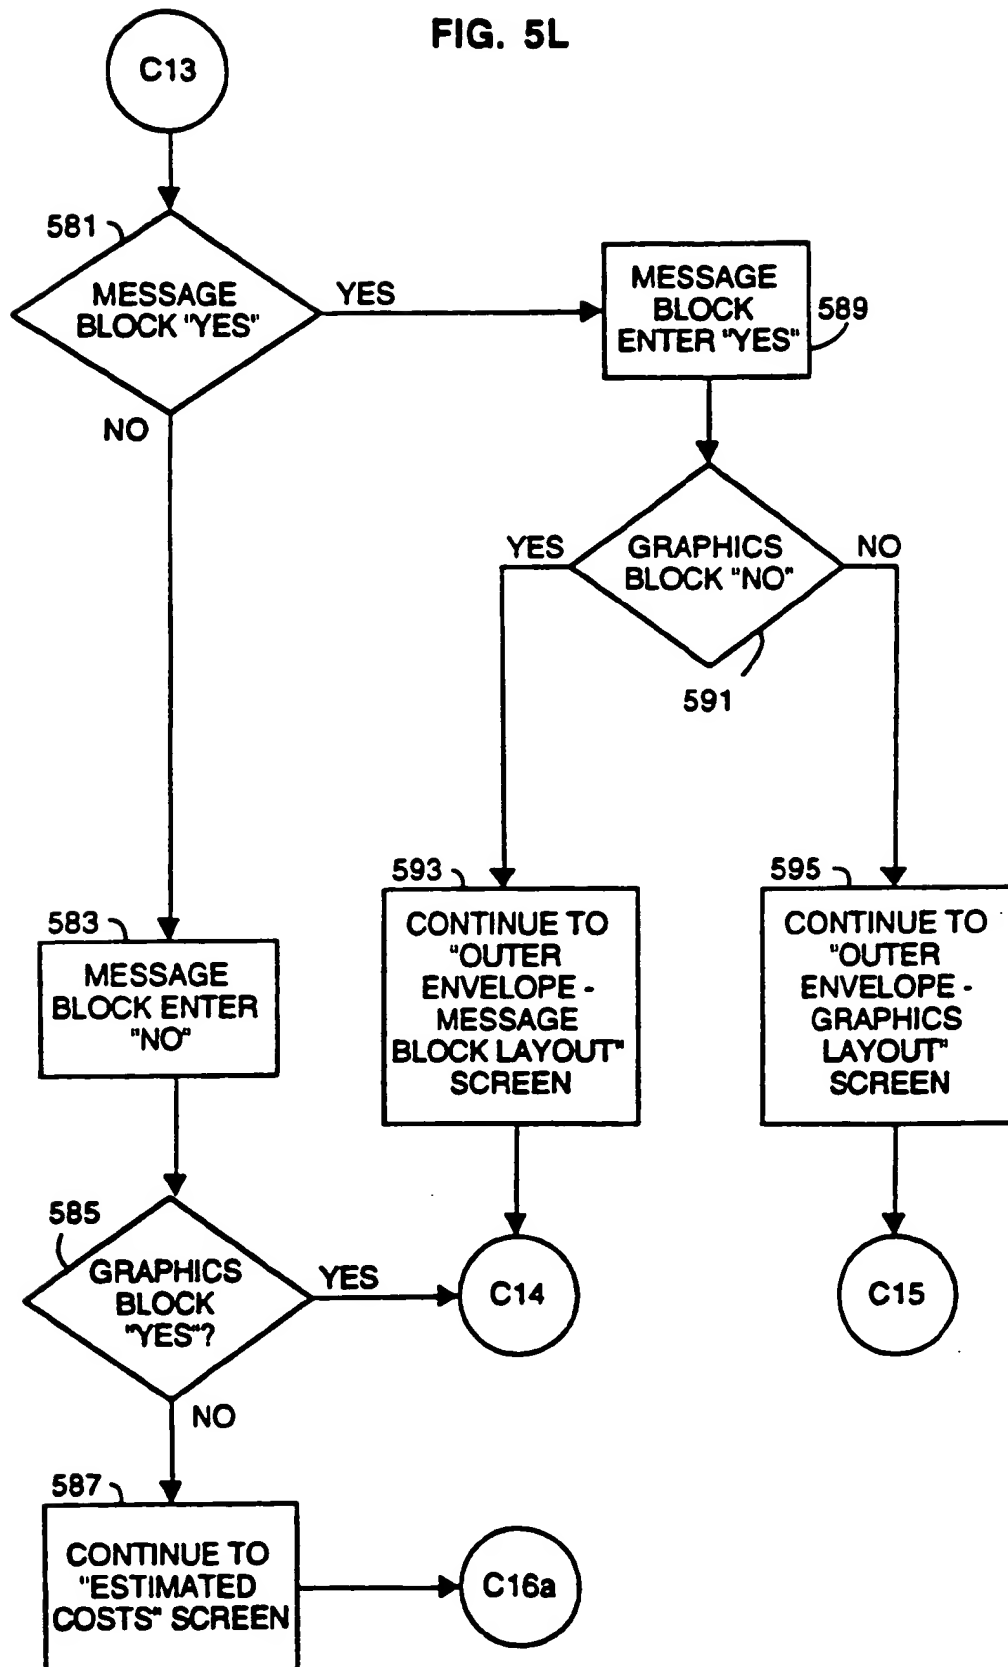 FIG. 5L
C13
581
MESSAGE
BLOCK "YES"
YES
NO
MESSAGE
BLOCK
ENTER "YES"
589
YES
GRAPHICS
BLOCK "NO"
NO
591
593
CONTINUE TO
"OUTER
ENVELOPE -
MESSAGE
BLOCK LAYOUT"
SCREEN
595
CONTINUE TO
"OUTER
ENVELOPE -
GRAPHICS
LAYOUT"
SCREEN
583
MESSAGE
BLOCK ENTER
"NO"
585
GRAPHICS
BLOCK
"YES"?
YES
NO
C14
C15
587
CONTINUE TO
"ESTIMATED
COSTS" SCREEN
C16a